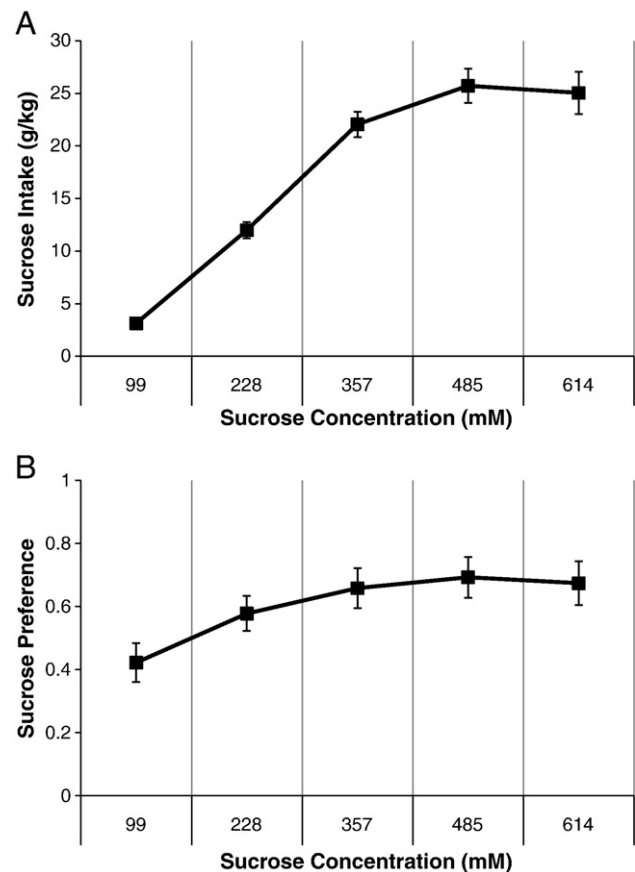 A
30
25
20
15
10
5
0
Sucrose Intake (g/kg)
99 228 357 485 614
Sucrose Concentration (mM)
B
1
0.8
0.6
0.4
0.2
0
Sucrose Preference
99 228 357 485 614
Sucrose Concentration (mM)